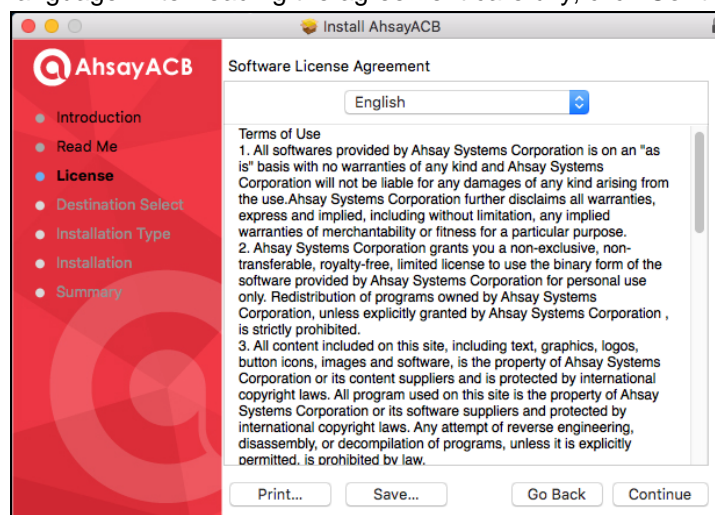 Install AhsayACB
AhsayACB
Introduction
Read Me
License
Destination Select
Installation Type
Installation
Summary
Software License Agreement
English
Terms of Use
1. All softwares provided by Ahsay Systems Corporation is on an "as
is" basis with no warranties of any kind and Ahsay Systems
Corporation will not be liable for any damages of any kind arising from
the use.Ahsay Systems Corporation further disclaims all warranties,
express and implied, including without limitation, any implied
warranties of merchantability or fitness for a particular purpose.
2. Ahsay Systems Corporation grants you a non-exclusive, non-
transferable, royalty-free, limited license to use the binary form of the
software provided by Ahsay Systems Corporation for personal use
only. Redistribution of programs owned by Ahsay Systems
Corporation, unless explicitly granted by Ahsay Systems Corporation ,
is strictly prohibited.
3. All content included on this site, including text, graphics, logos,
button icons, images and software, is the property of Ahsay Systems
Corporation or its content suppliers and is protected by international
copyright laws. All program used on this site is the property of Ahsay
Systems Corporation or its software suppliers and protected by
international copyright laws. Any attempt of reverse engineering,
disassembly, or decompilation of programs, unless it is explicitly
permitted, is prohibited by law.
Print...
Save...
Go Back
Continue